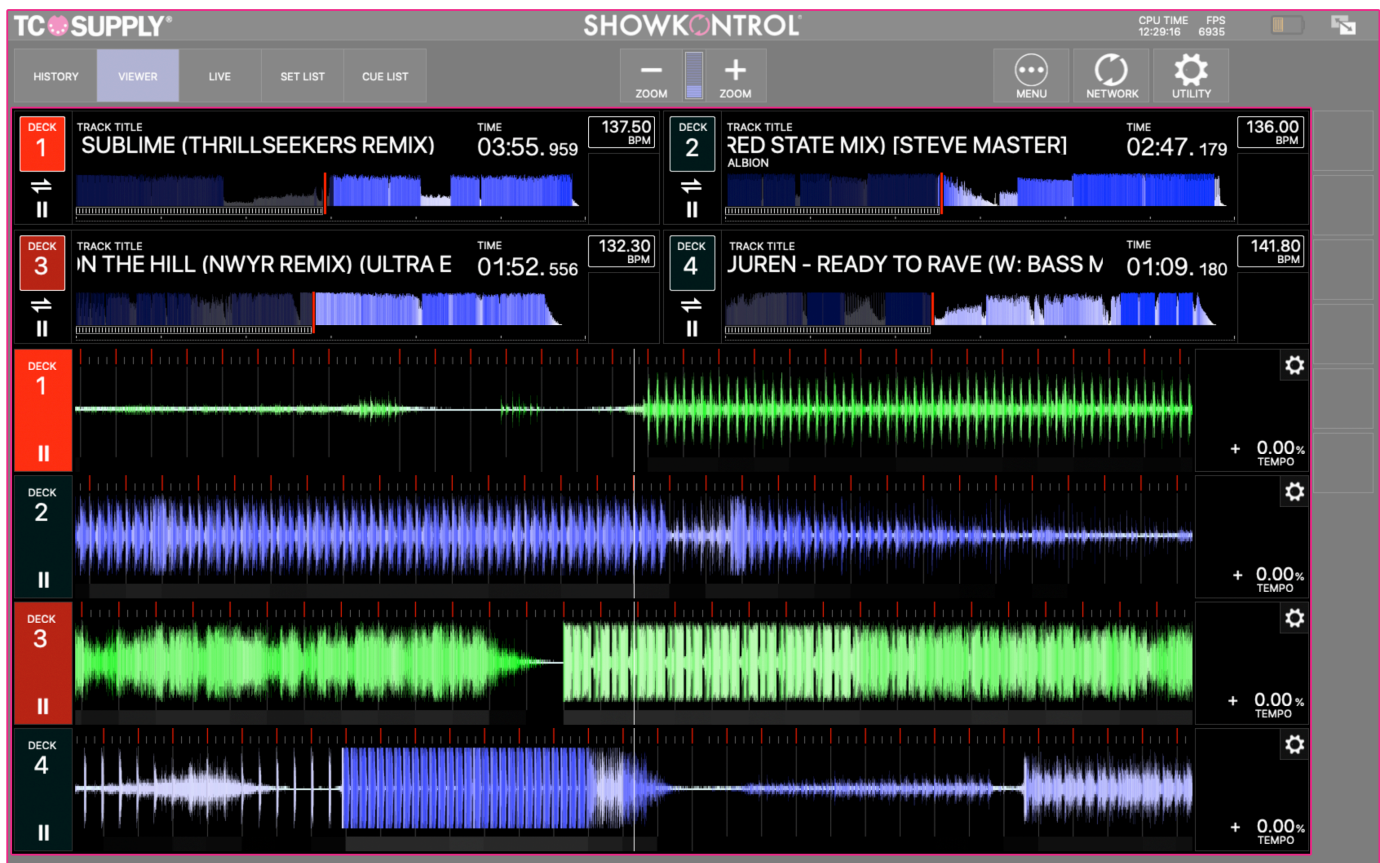 TC SUPPLY®
SHOWKONTROL
CPU TIME FPS
12:29:16 6935
HISTORY
VIEWER
LIVE
SET LIST
CUE LIST
ZOOM
ZOOM
MENU
NETWORK
UTILITY
DECK
1
TRACK TITLE
SUBLIME (THRILLSEEKERS REMIX)
TIME
03:55.959
137.50
BPM
DECK
2
TRACK TITLE
RED STATE MIX) [STEVE MASTER]
ALBION
TIME
02:47.179
136.00
BPM
DECK
3
TRACK TITLE
N THE HILL (NWYR REMIX) (ULTRA E
TIME
01:52.556
132.30
BPM
DECK
4
TRACK TITLE
JUREN - READY TO RAVE (W: BASS M
TIME
01:09.180
141.80
BPM
DECK
1
+ 0.00%
TEMPO
DECK
2
+ 0.00%
TEMPO
DECK
3
+ 0.00%
TEMPO
DECK
4
+ 0.00%
TEMPO